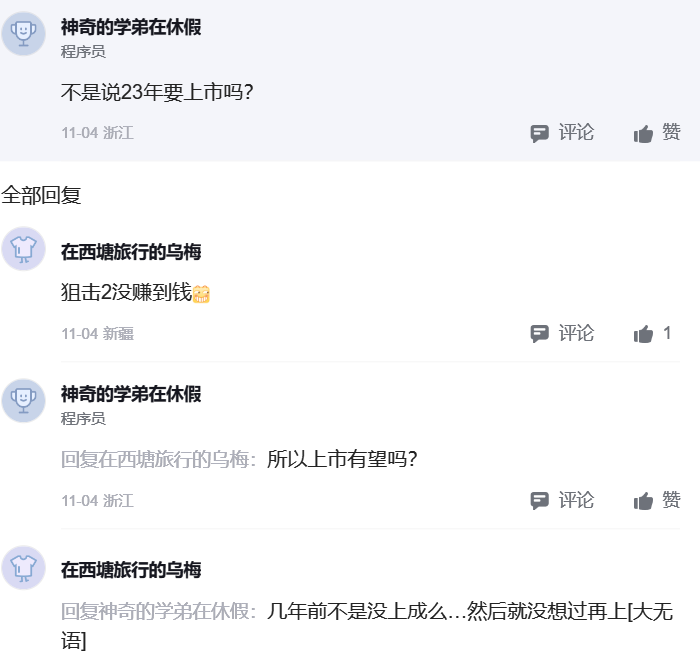 神奇的学弟在休假
程序员
不是说23年要上市吗？
11-04 浙江 评论 赞
全部回复
在西塘旅行的乌梅
狙击2没赚到钱
11-04 新疆 评论 1
神奇的学弟在休假
程序员
回复在西塘旅行的乌梅：所以上市有望吗？
11-04 浙江 评论 赞
在西塘旅行的乌梅
回复神奇的学弟在休假：几年前不是没上成么…然后就没想过再上[大无
语]